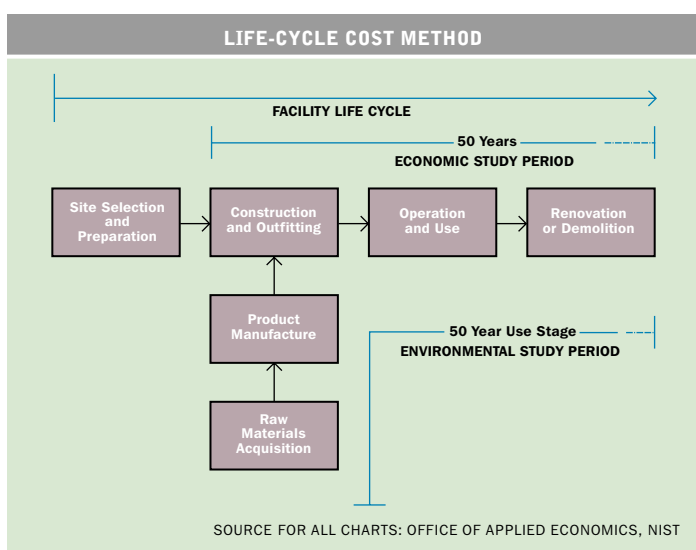 LIFE-CYCLE COST METHOD
FACILITY LIFE CYCLE
50 Years
ECONOMIC STUDY PERIOD
Site Selection
and
Preparation
Construction
and Outfitting
Operation
and Use
Renovation
or Demolition
Product
Manufacture
50 Year Use Stage
ENVIRONMENTAL STUDY PERIOD
Raw
Materials
Acquisition
SOURCE FOR ALL CHARTS: OFFICE OF APPLIED ECONOMICS, NIST